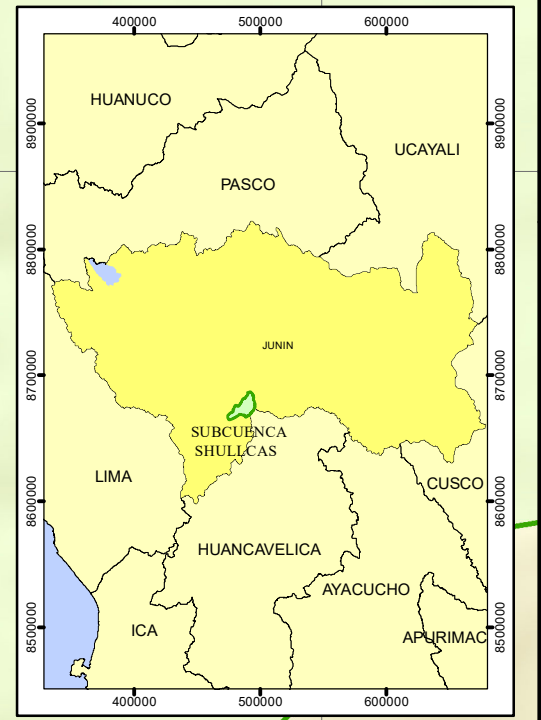 400000 500000 600000
HUANUCO
8900000 8900000
UCAYALI
PASCO
8800000 8800000
JUNIN
8700000 8700000
SUBCUENCA
SHULLCAS
LIMA
CUSCO
8600000 8600000
HUANCAVELICA
AYACUCHO
ICA
APURIMAC
8500000 8500000
400000 500000 600000